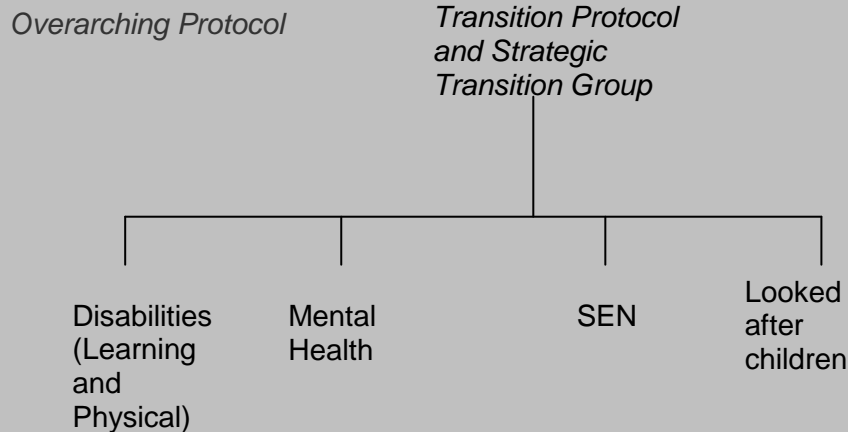 Overarching Protocol
Transition Protocol
and Strategic
Transition Group
Disabilities
(Learning
and
Physical)
Mental
Health
SEN
Looked
after
children